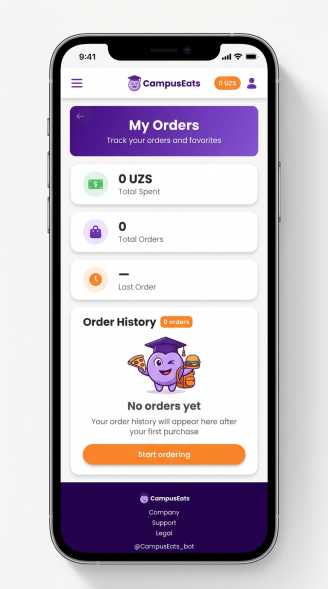 9:41
CampusEats
0 UZS
My Orders
Track your orders and favorites
$
0 UZS
Total Spent
0
Total Orders
—
Last Order
Order History
0 orders
No orders yet
Your order history will appear here after
your first purchase
Start ordering
CampusEats
Company
Support
Legal
@CampusEats_bot